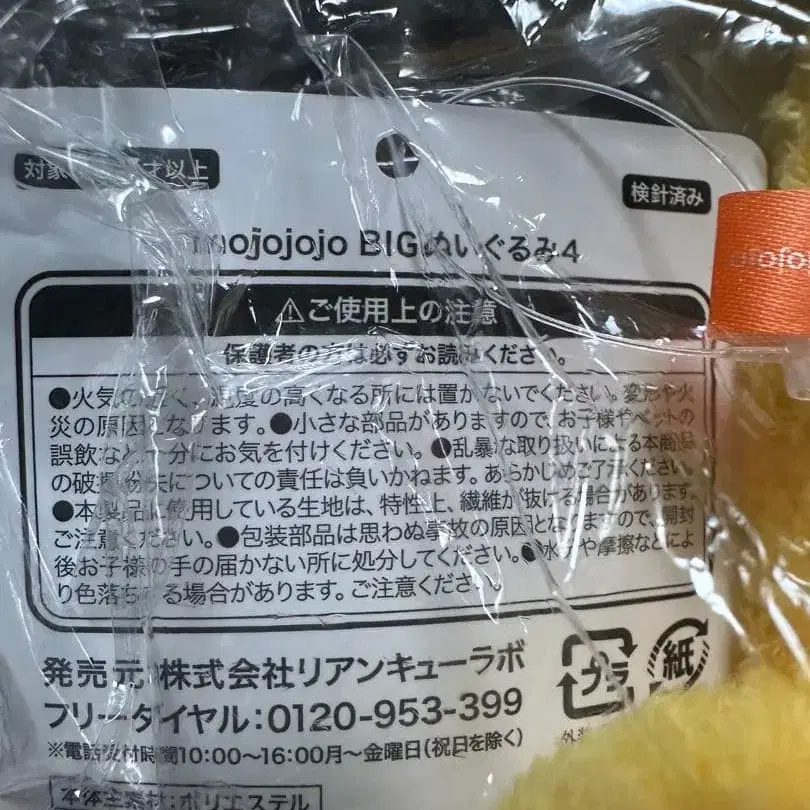 対象 才以上
検針済み
mojojojo BIGぬいぐるみ4
⚠ご使用上の注意
保護者の方は必ずお読みください。
●火気の く、温度の高くなる所には置かないでください。変形や火
災の原因になります。●小さな部品がありますので、お子様やペットの
誤飲など十分にお気を付けください。●乱暴な取り扱いによる本商品
の破損紛失についての責任は負いかねます。あらかじめご了承ください。
●本製品に使用している生地は、特性上、繊維が抜ける場合があります。
ご注意ください。●包装部品は思わぬ事故の原因となりますので、開封
後お子様の手の届かない所に処分してください。●水 や摩擦などによ
り色落ちする場合があります。ご注意ください。
発売元:株式会社リアンキューラボ
フリーダイヤル:0120-953-399
※電話受付時間10:00〜16:00月〜金曜日(祝日を除く)
プラ
紙
本体主素材:ポリエステル